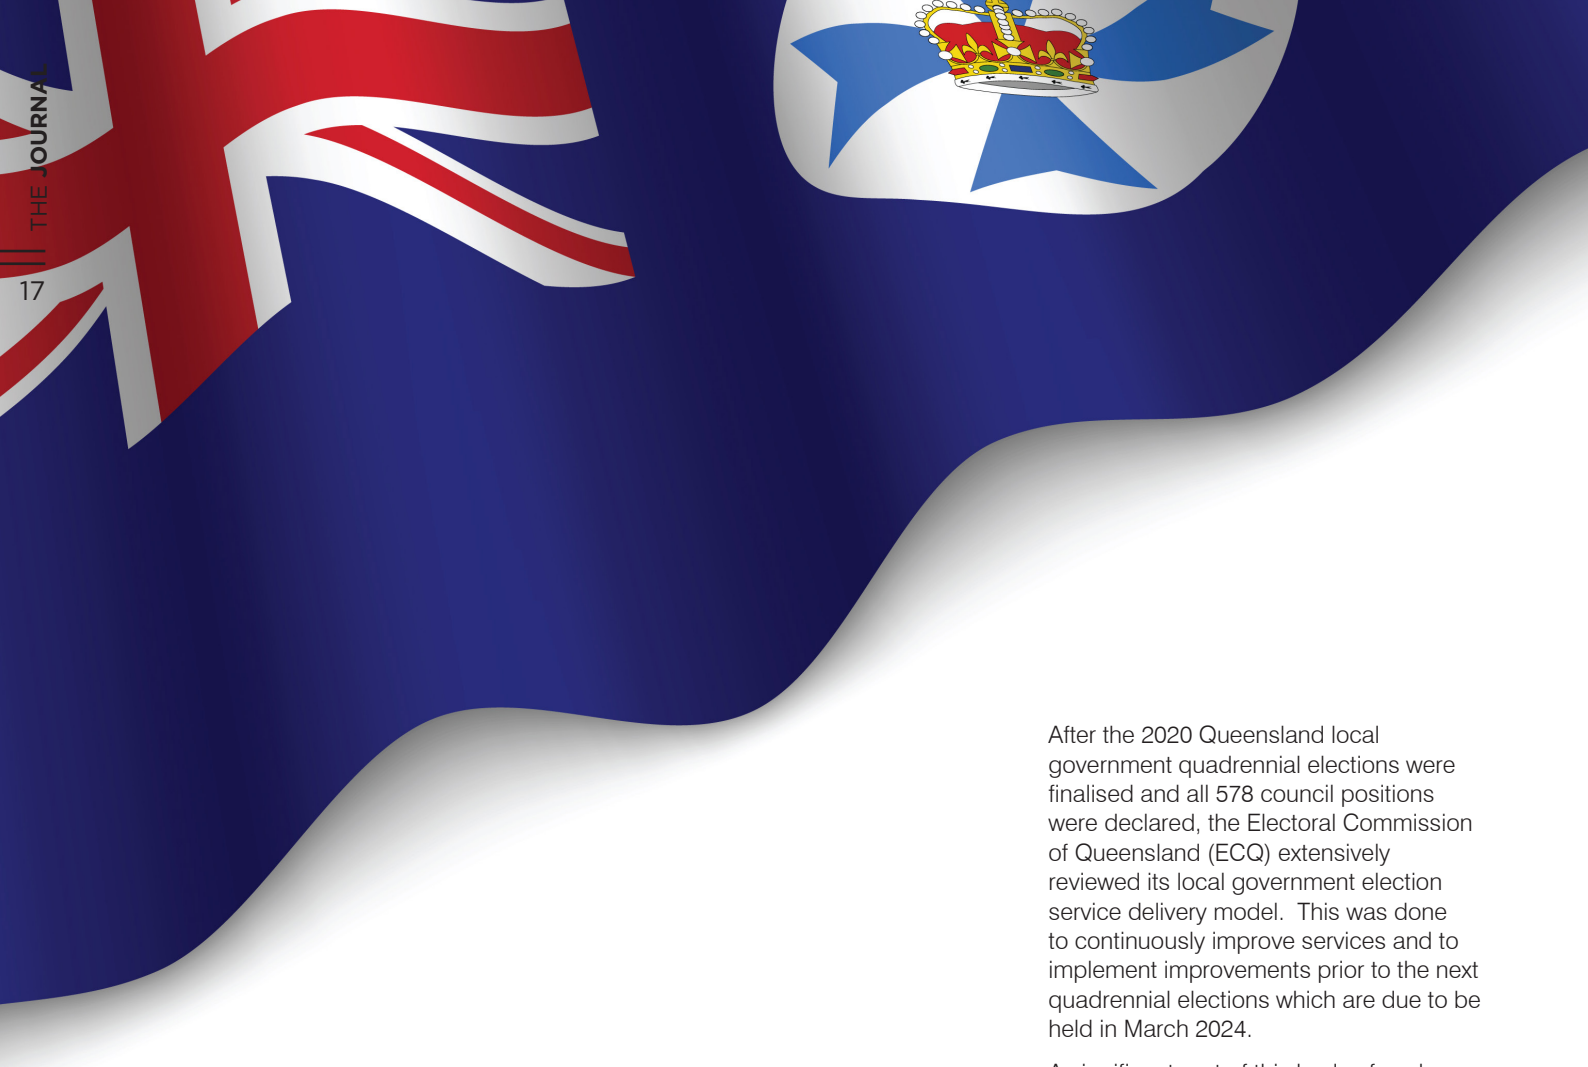 THE JOURNAL
17
After the 2020 Queensland local
government quadrennial elections were
finalised and all 578 council positions
were declared, the Electoral Commission
of Queensland (ECQ) extensively
reviewed its local government election
service delivery model.  This was done
to continuously improve services and to
implement improvements prior to the next
quadrennial elections which are due to be
held in March 2024.